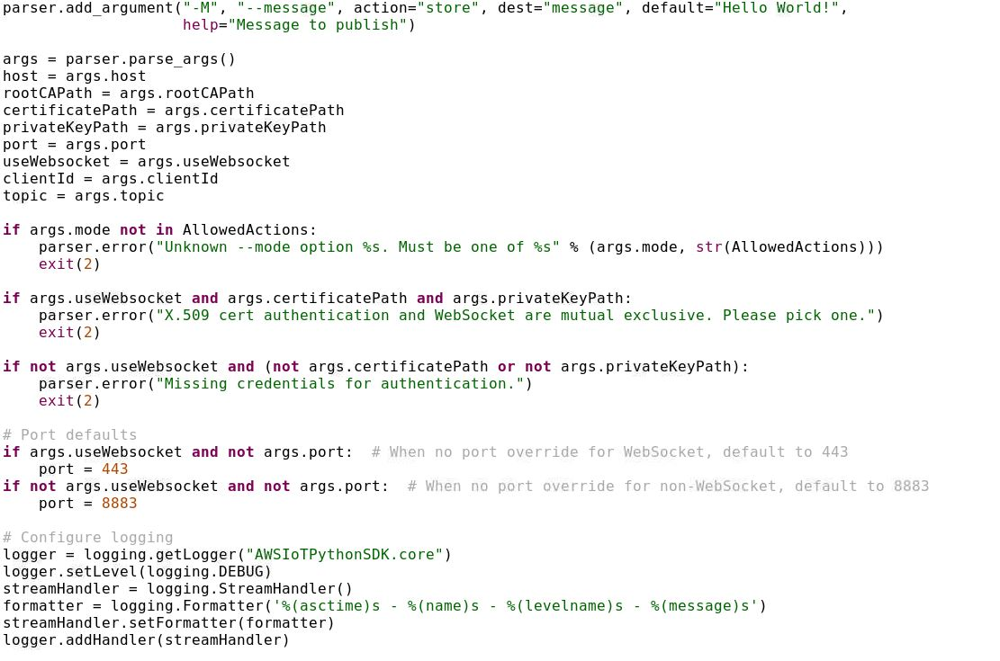 parser.add_argument("-M", "--message", action="store", dest="message", default="Hello World!",
                    help="Message to publish")

args = parser.parse_args()
host = args.host
rootCAPath = args.rootCAPath
certificatePath = args.certificatePath
privateKeyPath = args.privateKeyPath
port = args.port
useWebsocket = args.useWebsocket
clientId = args.clientId
topic = args.topic

if args.mode not in AllowedActions:
    parser.error("Unknown --mode option %s. Must be one of %s" % (args.mode, str(AllowedActions)))
    exit(2)

if args.useWebsocket and args.certificatePath and args.privateKeyPath:
    parser.error("X.509 cert authentication and WebSocket are mutual exclusive. Please pick one.")
    exit(2)

if not args.useWebsocket and (not args.certificatePath or not args.privateKeyPath):
    parser.error("Missing credentials for authentication.")
    exit(2)

# Port defaults
if args.useWebsocket and not args.port:  # When no port override for WebSocket, default to 443
    port = 443
if not args.useWebsocket and not args.port:  # When no port override for non-WebSocket, default to 8883
    port = 8883

# Configure logging
logger = logging.getLogger("AWSIoTPythonSDK.core")
logger.setLevel(logging.DEBUG)
streamHandler = logging.StreamHandler()
formatter = logging.Formatter('%(asctime)s - %(name)s - %(levelname)s - %(message)s')
streamHandler.setFormatter(formatter)
logger.addHandler(streamHandler)